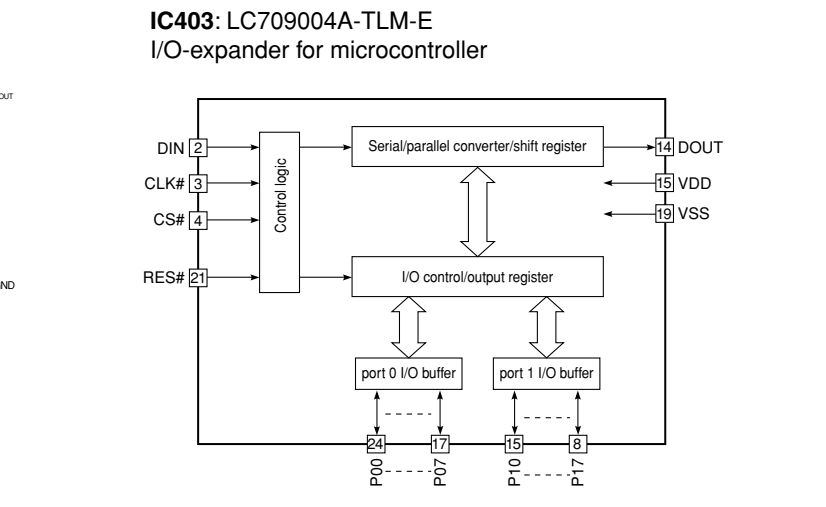 IC403: LC709004A-TLM-E
I/O-expander for microcontroller
OUT
DIN 2
CLK# 3
CS# 4
RES# 21
Control logic
Serial/parallel converter/shift register
14 DOUT
15 VDD
19 VSS
I/O control/output register
ND
port 0 I/O buffer
port 1 I/O buffer
24 17 15 8
P00 P07 P10 P17